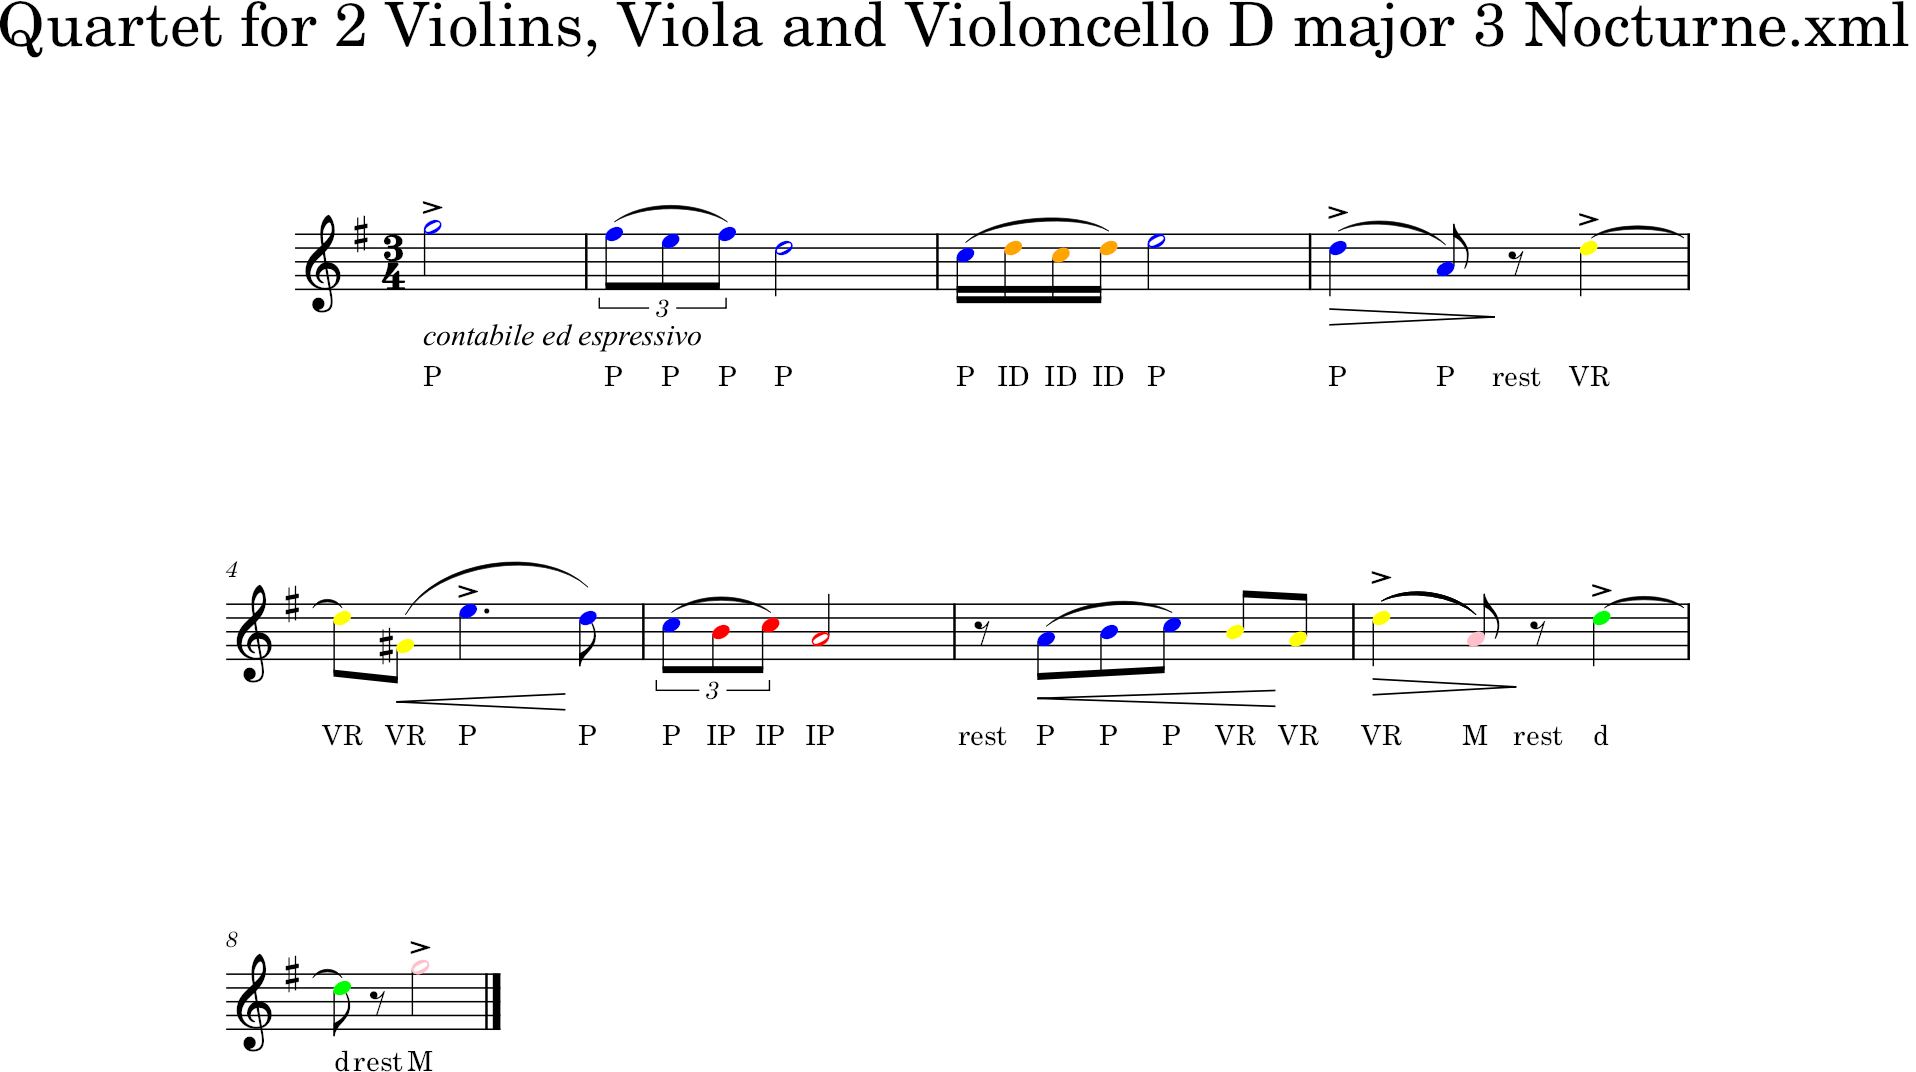 Quartet for 2 Violins, Viola and Violoncello D major 3 Nocturne.xml
3
4
3
contabile ed espressivo
P P P P P P ID ID ID P P P rest VR
4
3
VR VR P P P IP IP IP rest P P P VR VR VR M rest d
8
d rest M